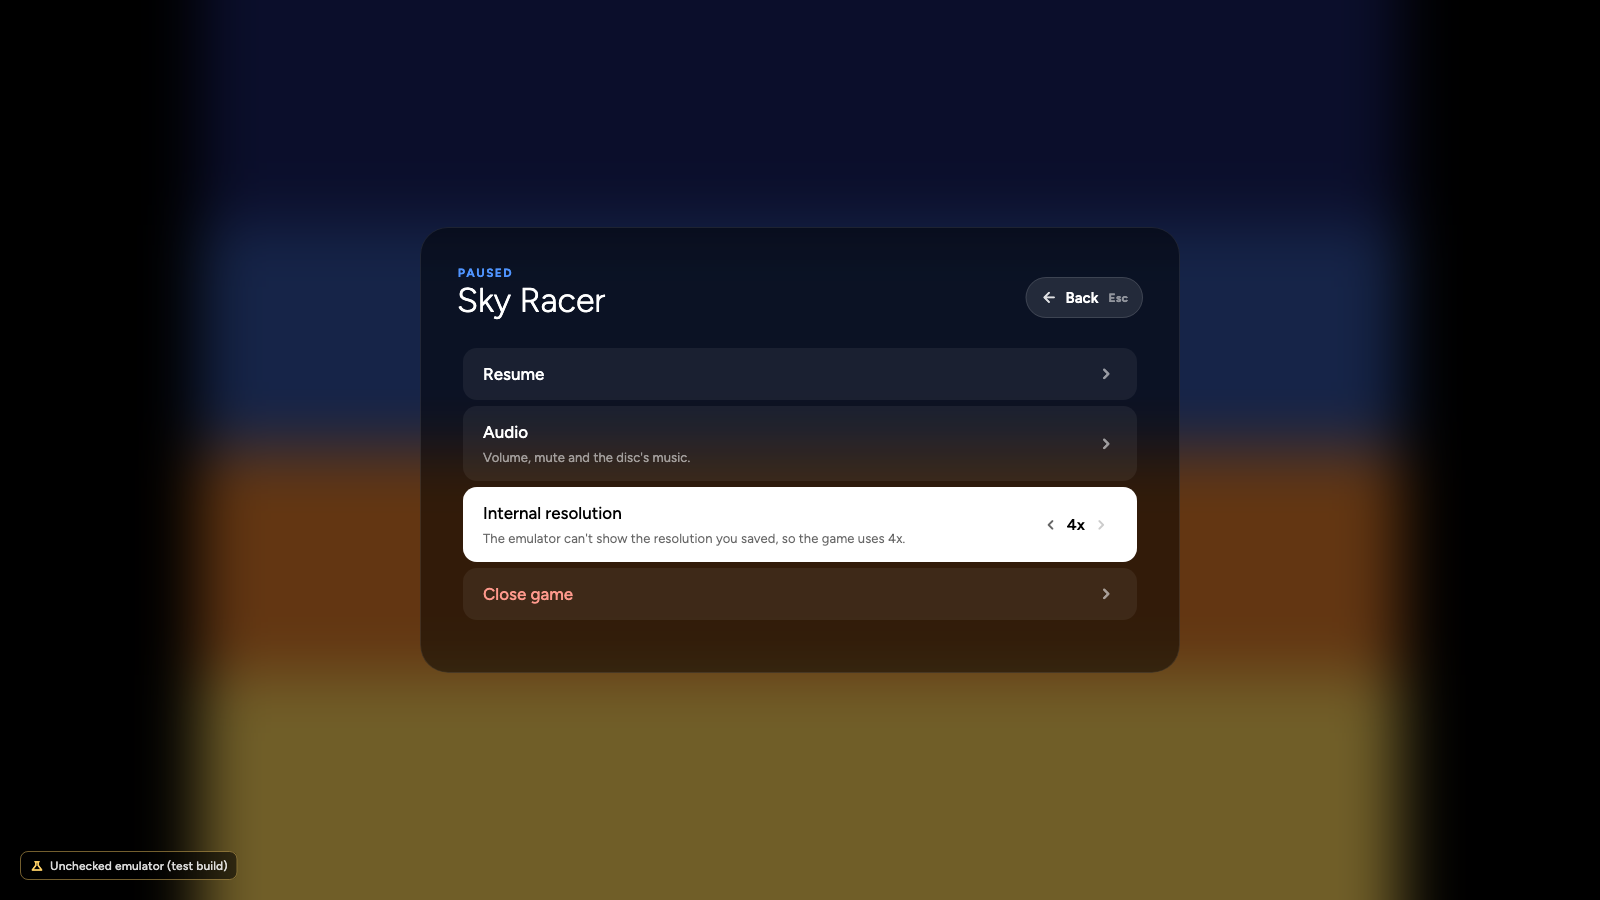 PAUSED
Sky Racer
Back Esc
Resume
Audio
Volume, mute and the disc's music.
Internal resolution
The emulator can't show the resolution you saved, so the game uses 4x.
4x
Close game
Unchecked emulator (test build)